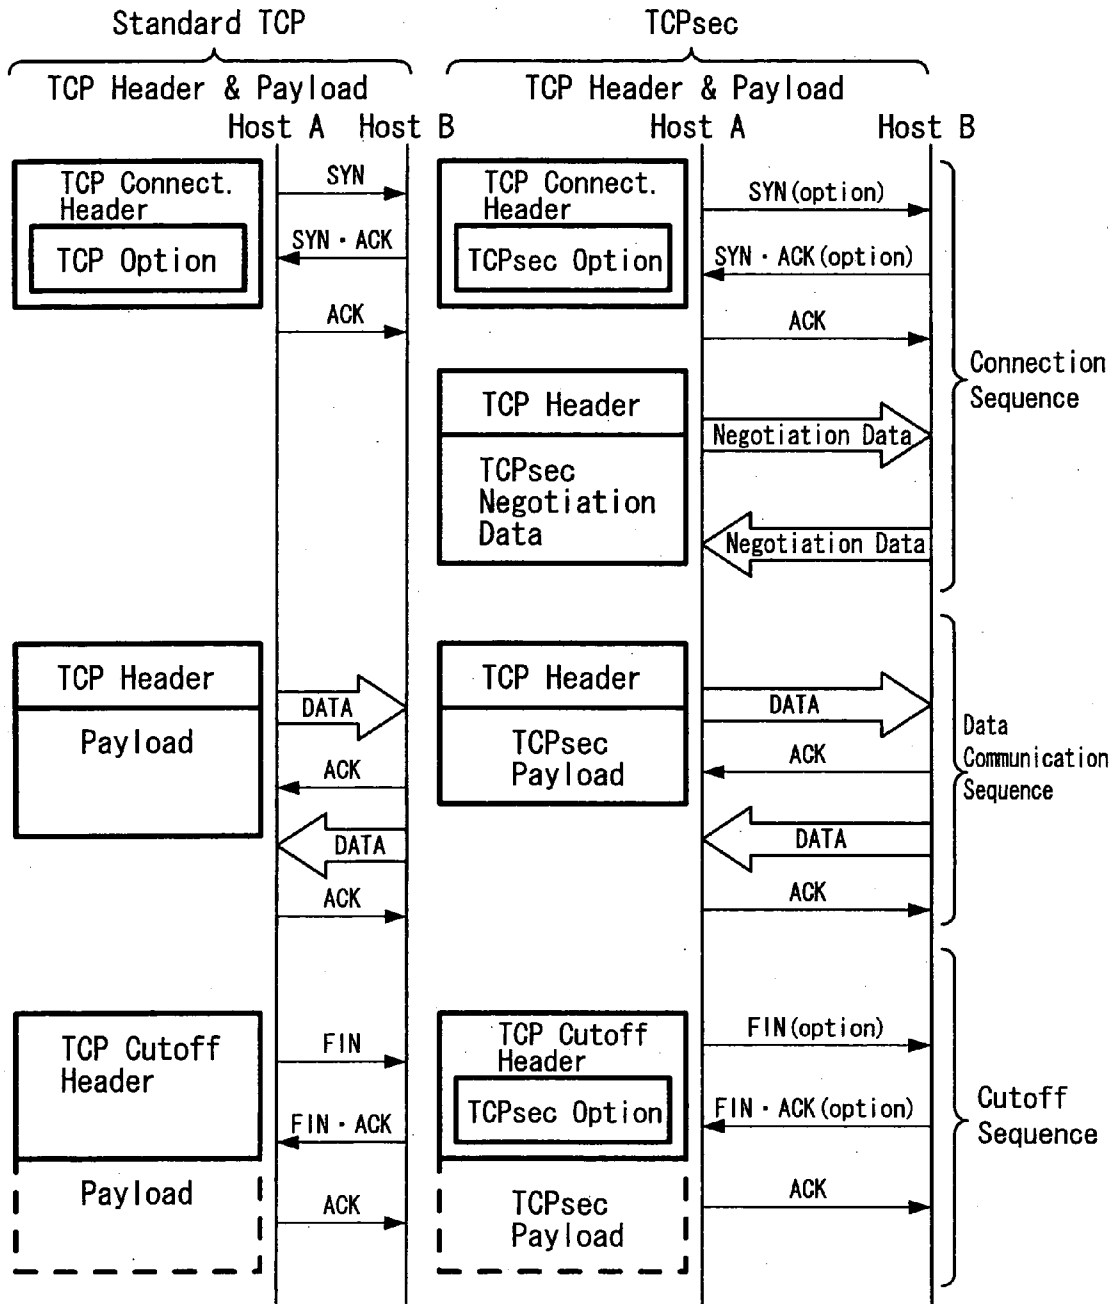 Standard TCP
TCPsec
TCP Header & Payload
TCP Header & Payload
Host A
Host B
Host A
Host B
TCP Connect.
Header
TCP Option
SYN
SYN・ACK
ACK
TCP Connect.
Header
TCPsec Option
SYN(option)
SYN・ACK(option)
ACK
TCP Header
TCPsec
Negotiation
Data
Negotiation Data
Negotiation Data
Connection
Sequence
TCP Header
Payload
DATA
ACK
DATA
ACK
TCP Header
TCPsec
Payload
DATA
ACK
DATA
ACK
Data
Communication
Sequence
TCP Cutoff
Header
Payload
FIN
FIN・ACK
ACK
TCP Cutoff
Header
TCPsec Option
TCPsec
Payload
FIN(option)
FIN・ACK(option)
ACK
Cutoff
Sequence